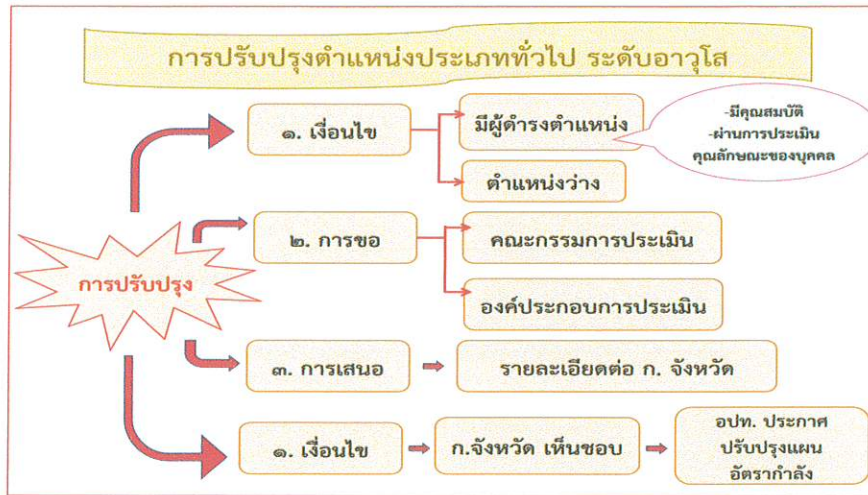 การปรับปรุงตำแหน่งประเภททั่วไป ระดับอาวุโส
๑. เงื่อนไข
มีผู้ดำรงตำแหน่ง
-มีคุณสมบัติ
-ผ่านการประเมิน
คุณลักษณะของบุคคล
ตำแหน่งว่าง
๒. การขอ
คณะกรรมการประเมิน
การปรับปรุง
องค์ประกอบการประเมิน
๓. การเสนอ
รายละเอียดต่อ ก. จังหวัด
๑. เงื่อนไข
ก.จังหวัด เห็นชอบ
อปท. ประกาศ
ปรับปรุงแผน
อัตรากำลัง